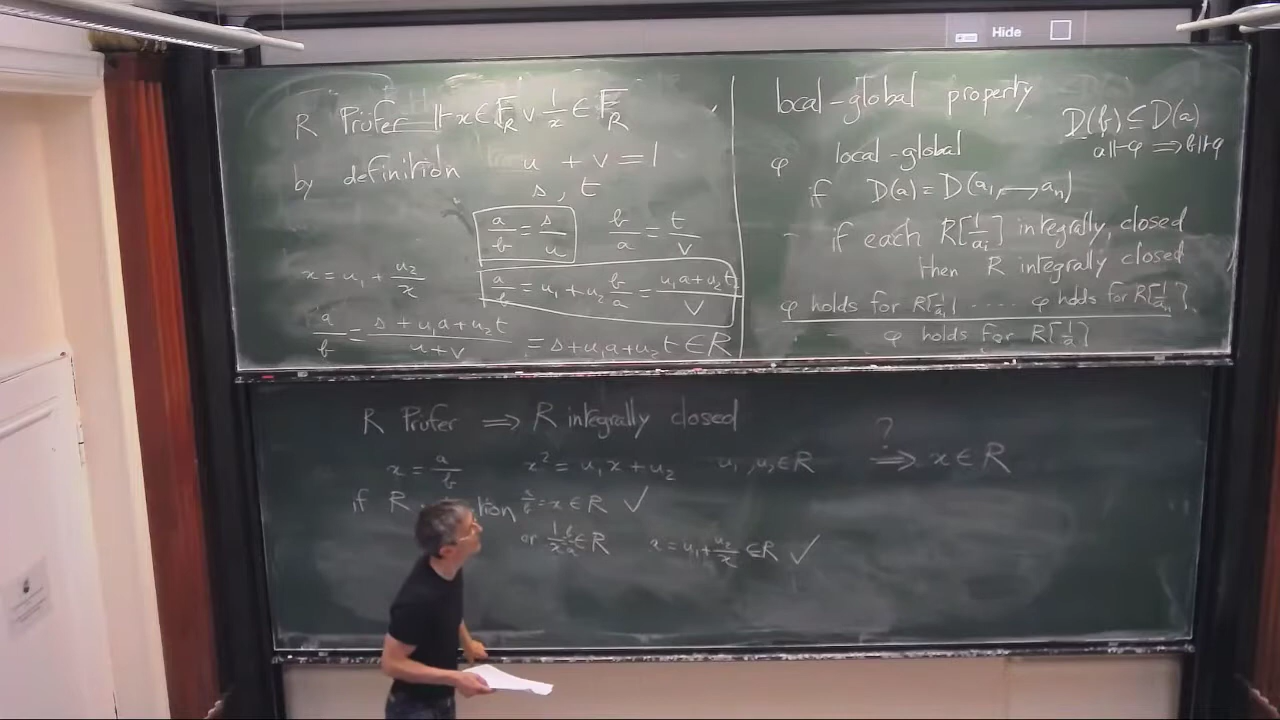 Hide
R Prüfer ⊩ x ∈ F_R ∨ 1/x ∈ F_R
by definition u + v = 1
s, t
a/b = s/u b/a = t/v
x = u₁ + u₂/x
a/b = u₁ + u₂ b/a = (u₁a + u₂t)/v
a/b = (s + u₁a + u₂t)/(u + v) = s + u₁a + u₂t ∈ R
local-global property
D(b) ⊆ D(a)
a ⊩ φ ⟹ b ⊩ φ
φ local-global
if D(a) = D(a₁, ⟶ aₙ)
- if each R[1/aᵢ] integrally closed
then R integrally closed
φ holds for R[1/a₁] ..... φ holds for R[1/aₙ]
φ holds for R[1/a]
R Prüfer ⟹ R integrally closed
x = a/b x² = u₁x + u₂ u₁, u₂ ∈ R ?⟹ x ∈ R
if R a/b = x ∈ R ✓
or 1/x = b/a ∈ R x = u₁ + u₂/x ∈ R ✓